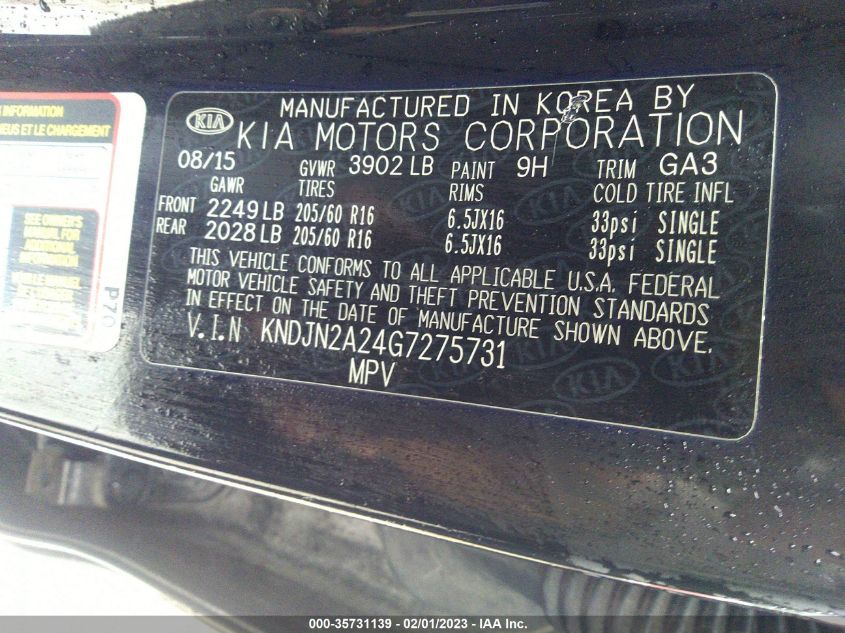 MANUFACTURED IN KOREA BY
KIA KIA MOTORS CORPORATION
08/15 GVWR 3902 LB PAINT 9H TRIM GA3
GAWR TIRES RIMS COLD TIRE INFL
FRONT 2249 LB 205/60 R16 6.5JX16 33psi SINGLE
REAR 2028 LB 205/60 R16 6.5JX16 33psi SINGLE
THIS VEHICLE CONFORMS TO ALL APPLICABLE U.S.A. FEDERAL
MOTOR VEHICLE SAFETY AND THEFT PREVENTION STANDARDS
IN EFFECT ON THE DATE OF MANUFACTURE SHOWN ABOVE.
V.I.N KNDJN2A24G7275731
MPV
INFORMATION
ET LE CHARGEMENT
SEE OWNER'S
MANUAL FOR
ADDITIONAL
INFORMATION
P70
000-35731139 - 02/01/2023 - IAA Inc.